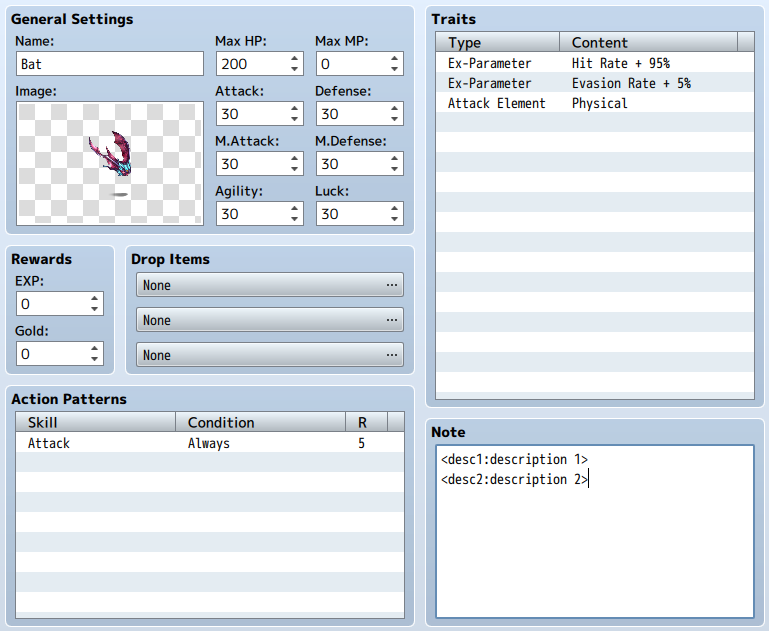 General Settings
Name:
Bat
Max HP:
200
Max MP:
0
Image:
Attack:
30
Defense:
30
M.Attack:
30
M.Defense:
30
Agility:
30
Luck:
30
Rewards
EXP:
0
Gold:
0
Drop Items
None ...
None ...
None ...
Action Patterns
Skill Condition R
Attack Always 5
Traits
Type Content
Ex-Parameter Hit Rate + 95%
Ex-Parameter Evasion Rate + 5%
Attack Element Physical
Note
<desc1:description 1>
<desc2:description 2>